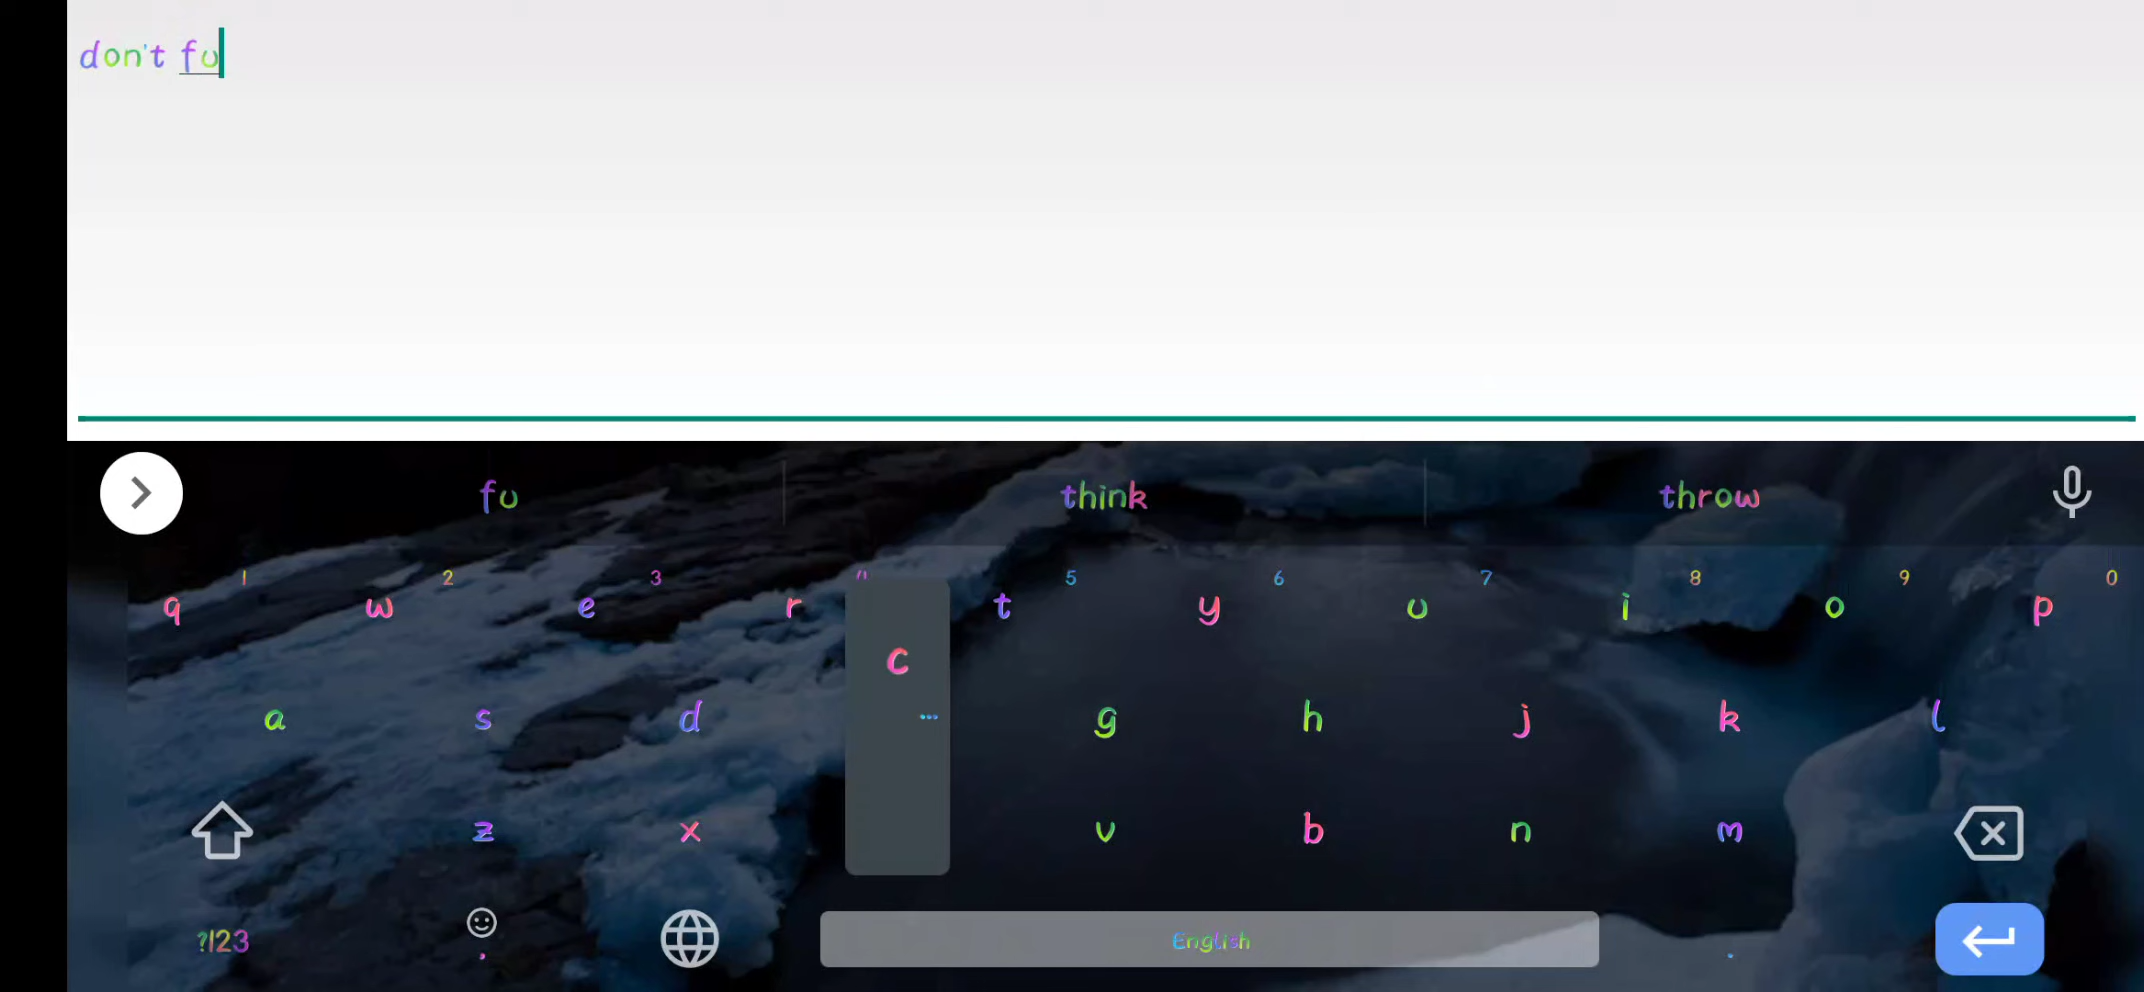 don't fu
fu think throw
q 1 w 2 e 3 r t 5 y 6 u 7 i 8 o 9 p 0
c
a s d ... g h j k l
z x v b n m
?123 , English .